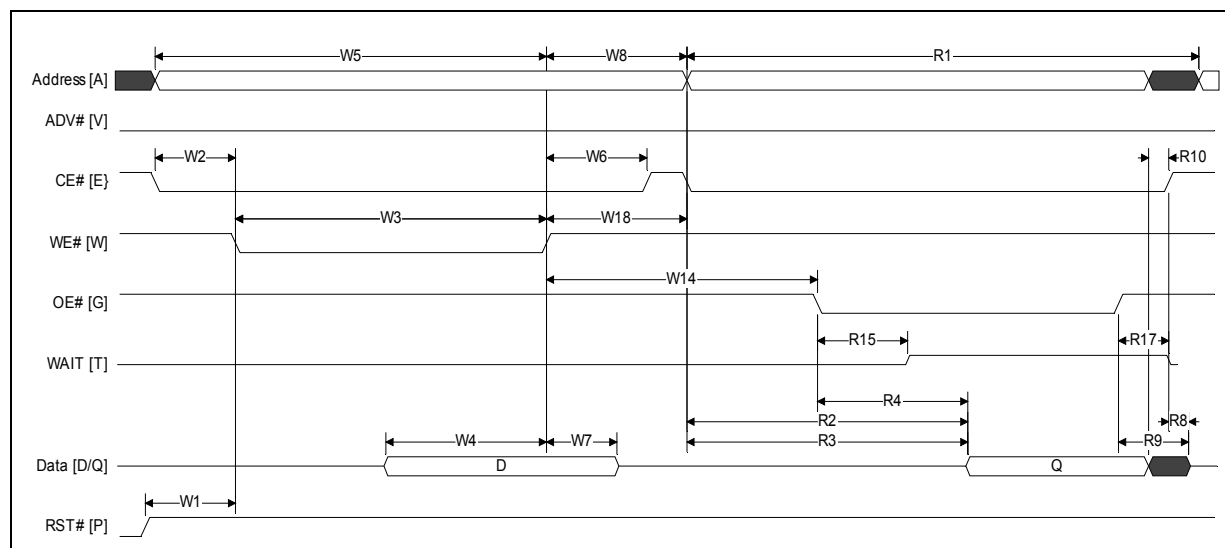 W5 W8 R1
Address [A]
ADV# [V]
W2 W6 R10
CE# [E}
W3 W18
WE# [W]
W14
OE# [G]
R15 R17
WAIT [T]
R4
R2 R8
W4 W7 R3 R9
Data [D/Q] D Q
W1
RST# [P]